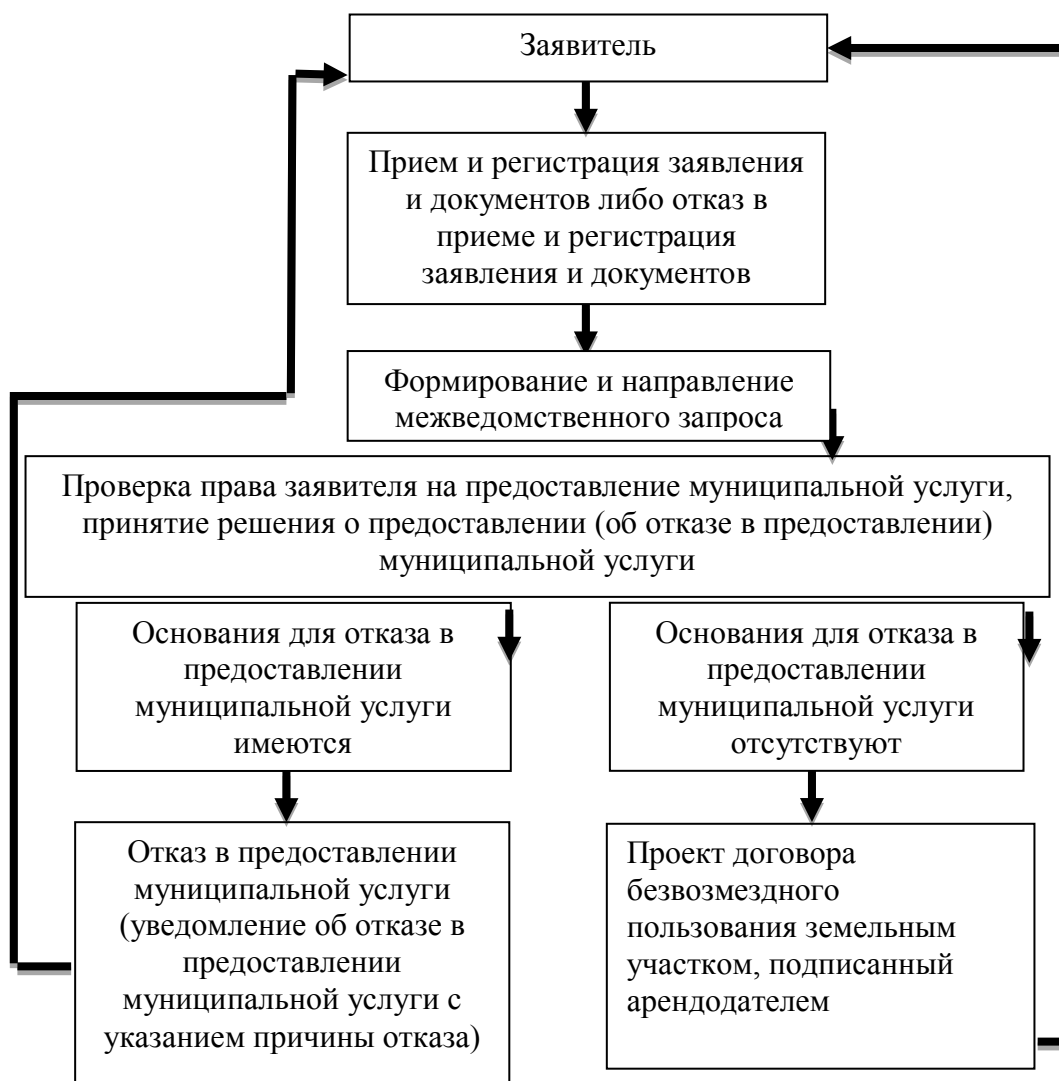 Заявитель
Прием и регистрация заявления
и документов либо отказ в
приеме и регистрация
заявления и документов
Формирование и направление
межведомственного запроса
Проверка права заявителя на предоставление муниципальной услуги,
принятие решения о предоставлении (об отказе в предоставлении)
муниципальной услуги
Основания для отказа в
предоставлении
муниципальной услуги
имеются
Основания для отказа в
предоставлении
муниципальной услуги
отсутствуют
Отказ в предоставлении
муниципальной услуги
(уведомление об отказе в
предоставлении
муниципальной услуги с
указанием причины отказа)
Проект договора
безвозмездного
пользования земельным
участком, подписанный
арендодателем